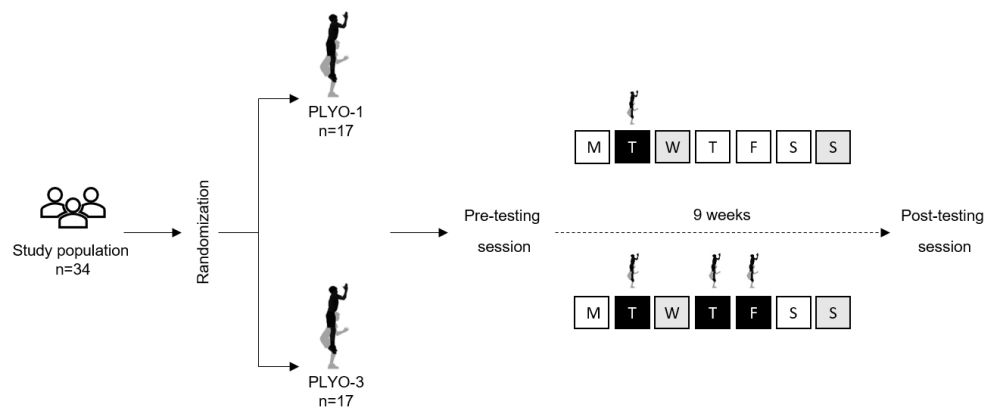 Study population
n=34
Randomization
PLYO-1
n=17
PLYO-3
n=17
Pre-testing
session
M T W T F S S
9 weeks
M T W T F S S
Post-testing
session